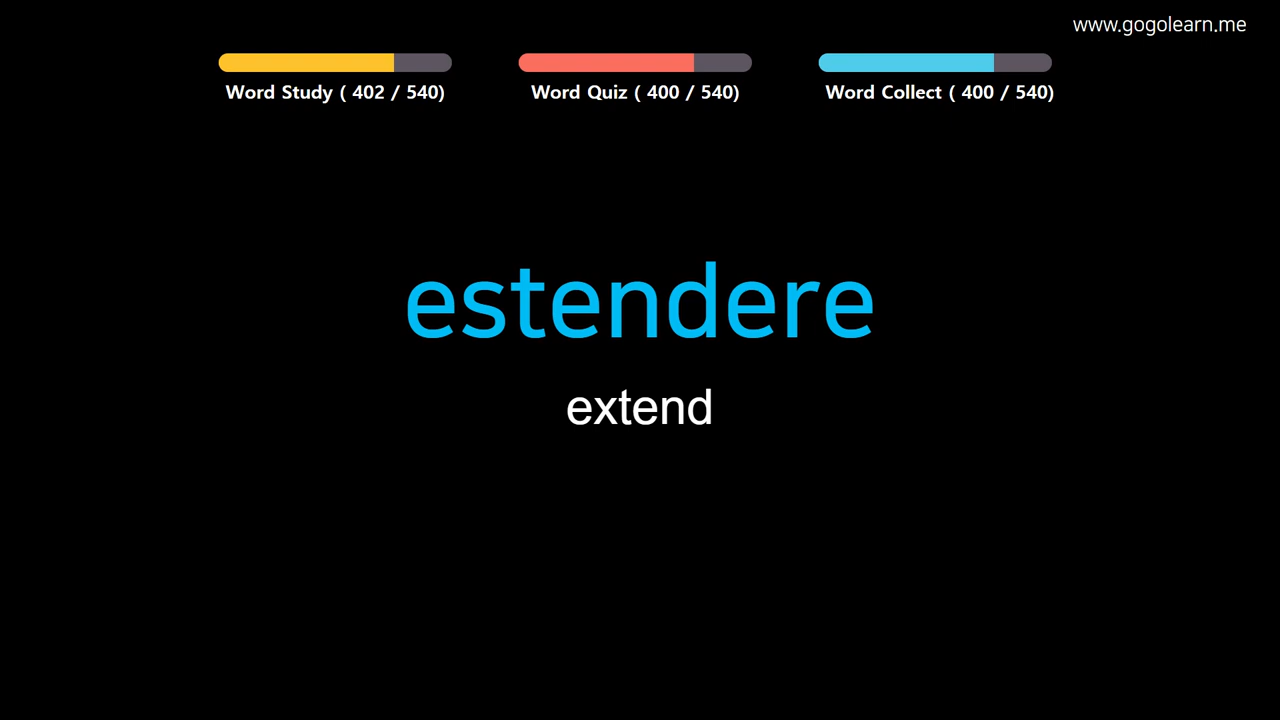 www.gogolearn.me
Word Study ( 402 / 540)
Word Quiz ( 400 / 540)
Word Collect ( 400 / 540)
estendere
extend